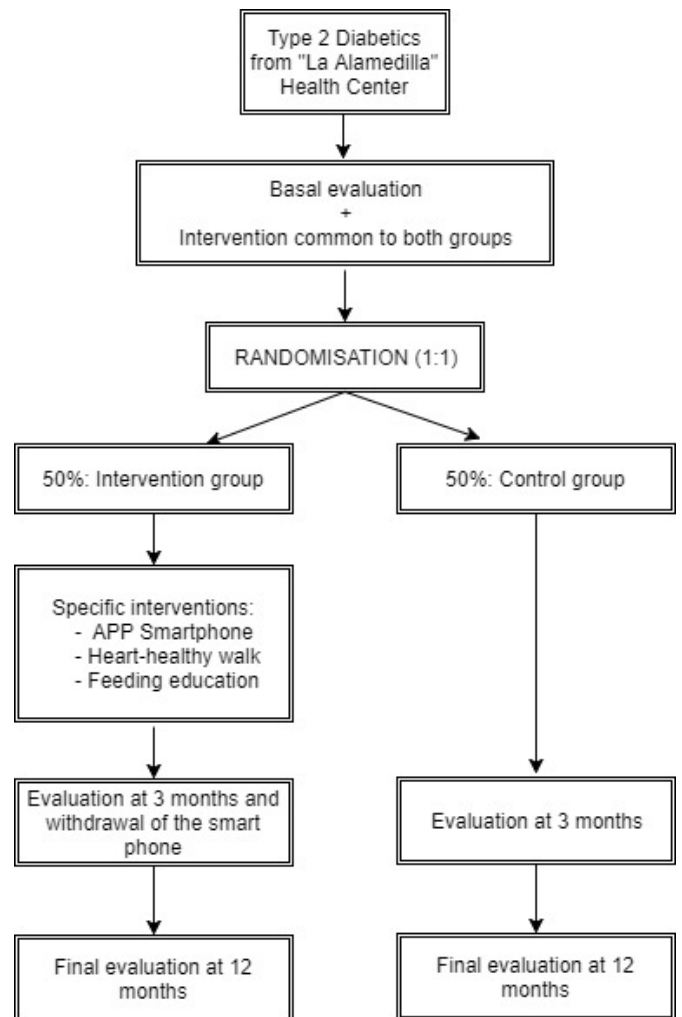 Type 2 Diabetics
from "La Alamedilla"
Health Center
Basal evaluation
+
Intervention common to both groups
RANDOMISATION (1:1)
50%: Intervention group
50%: Control group
Specific interventions:
- APP Smartphone
- Heart-healthy walk
- Feeding education
Evaluation at 3 months and
withdrawal of the smart
phone
Evaluation at 3 months
Final evaluation at 12
months
Final evaluation at 12
months